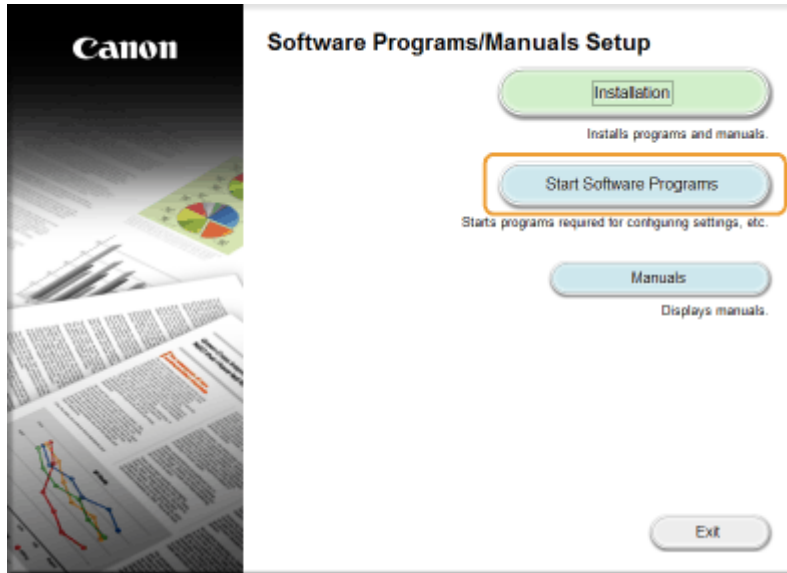 Canon
Software Programs/Manuals Setup
Installation
Installs programs and manuals.
Start Software Programs
Starts programs required for configuring settings, etc.
Manuals
Displays manuals.
Exit